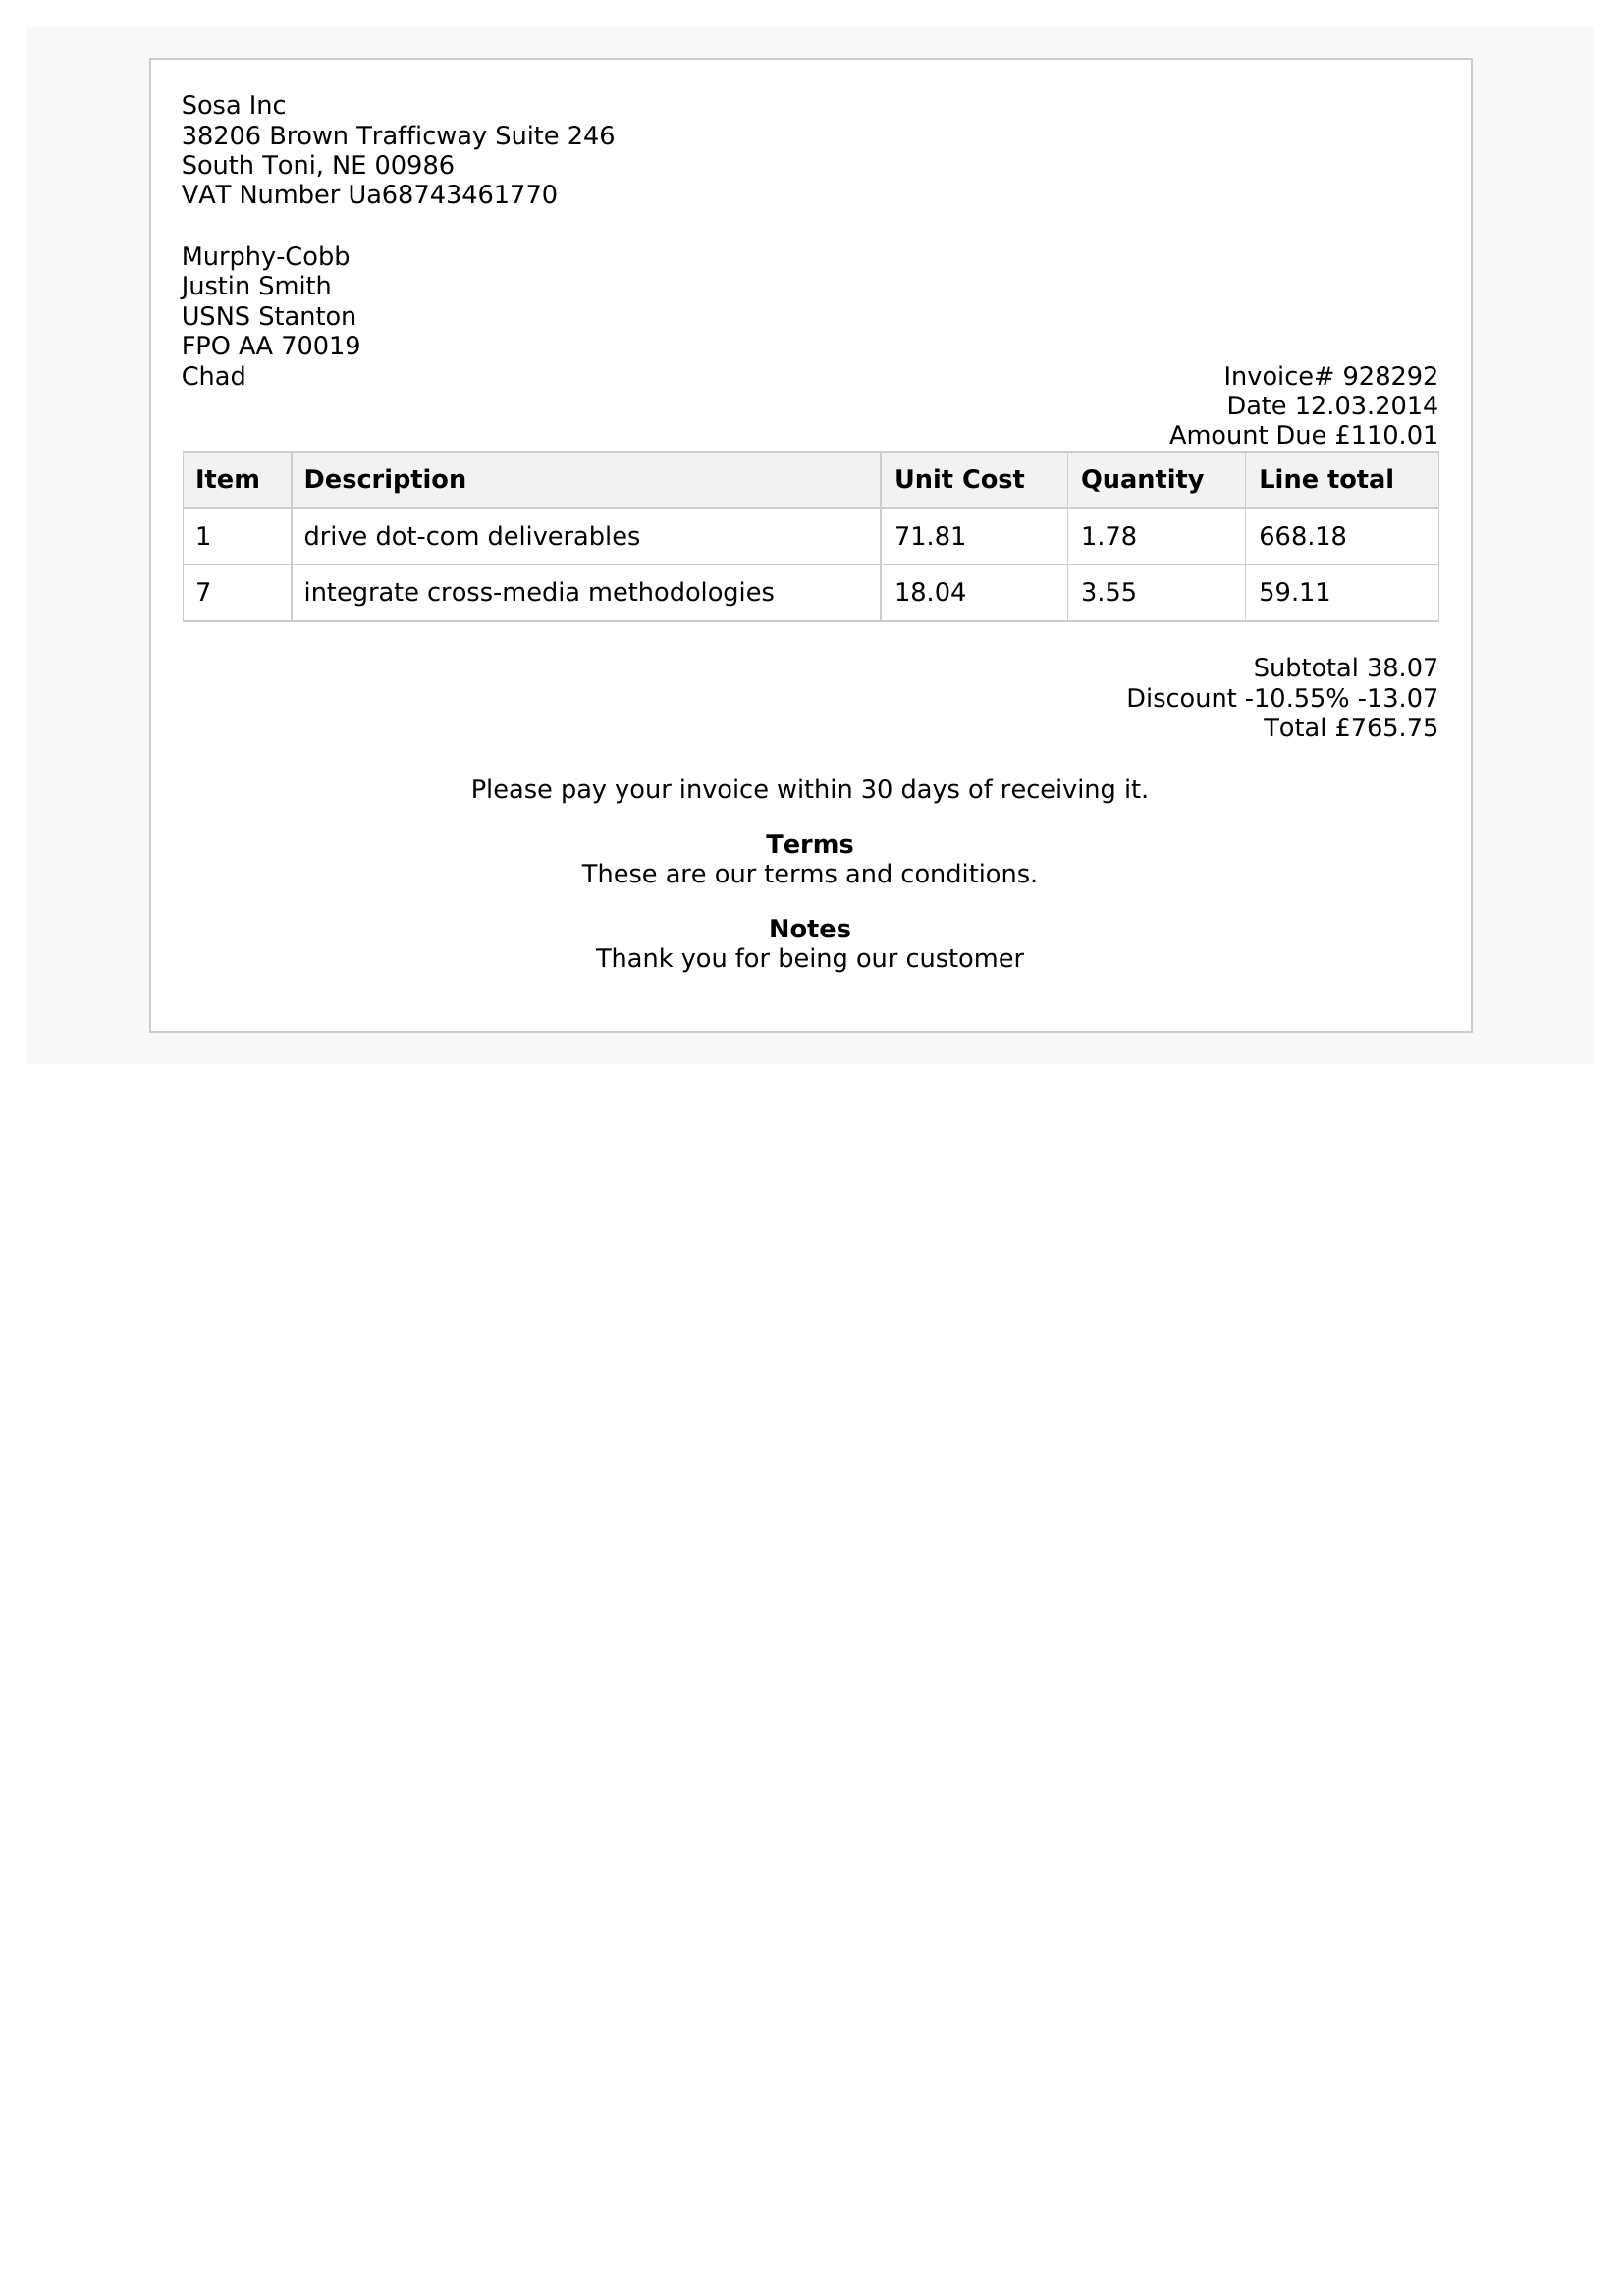 Sosa Inc
38206 Brown Trafficway Suite 246
South Toni, NE 00986
VAT Number Ua68743461770
Murphy-Cobb
Justin Smith
USNS Stanton
FPO AA 70019
Chad
Invoice# 928292
Date 12.03.2014
Amount Due £110.01
Item Description Unit Cost Quantity Line total
1 drive dot-com deliverables 71.81 1.78 668.18
7 integrate cross-media methodologies 18.04 3.55 59.11
Subtotal 38.07
Discount -10.55% -13.07
Total £765.75
Please pay your invoice within 30 days of receiving it.
Terms
These are our terms and conditions.
Notes
Thank you for being our customer